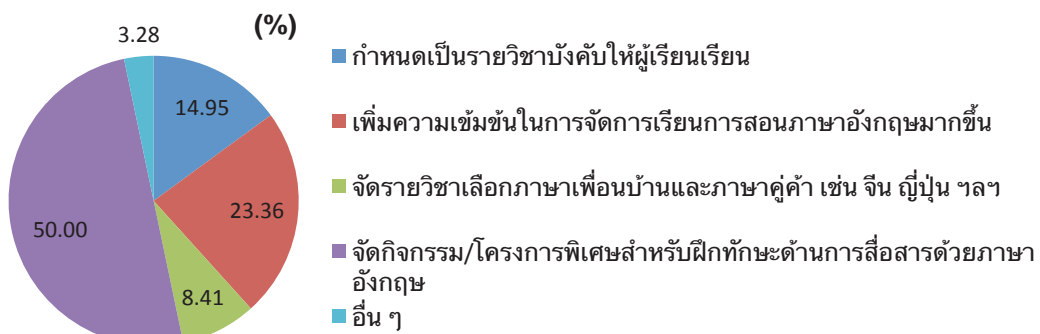 (%)
3.28
14.95
23.36
8.41
50.00
กำหนดเป็นรายวิชาบังคับให้ผู้เรียนเรียน
เพิ่มความเข้มข้นในการจัดการเรียนการสอนภาษาอังกฤษมากขึ้น
จัดรายวิชาเลือกภาษาเพื่อนบ้านและภาษาคู่ค้า เช่น จีน ญี่ปุ่น ฯลฯ
จัดกิจกรรม/โครงการพิเศษสำหรับฝึกทักษะด้านการสื่อสารด้วยภาษา
อังกฤษ
อื่น ๆ